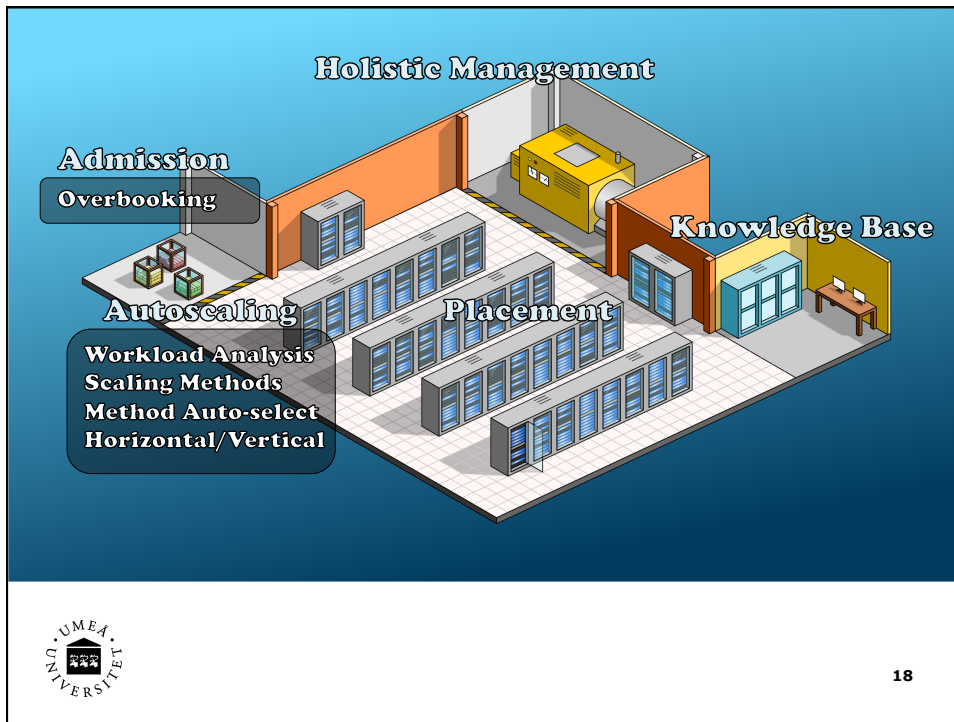 Holistic Management
Admission
Overbooking
Knowledge Base
Autoscaling
Placement
Workload Analysis
Scaling Methods
Method Auto-select
Horizontal/Vertical
UMEÅ UNIVERSITET
18